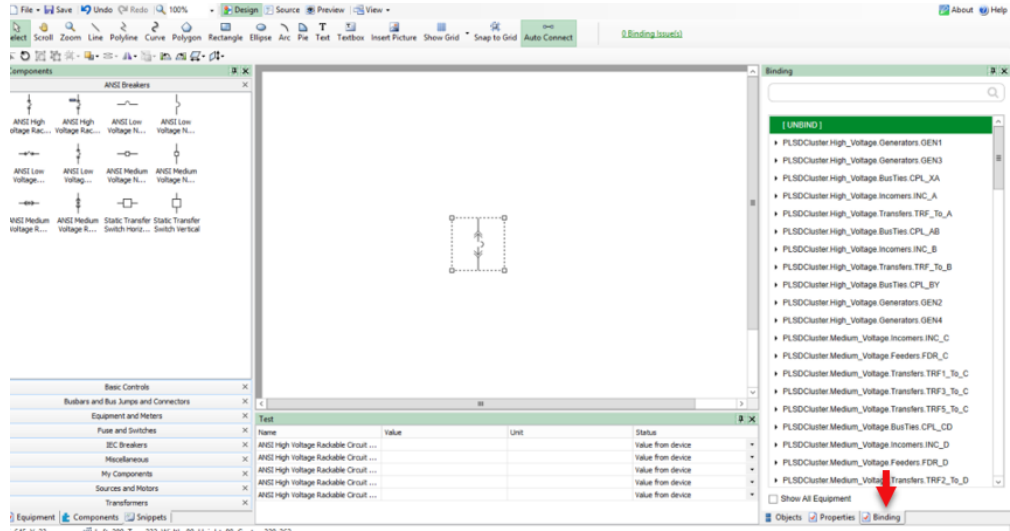 File Save Undo Redo 100% Design Source Preview View About Help
elect Scroll Zoom Line Polyline Curve Polygon Rectangle Ellipse Arc Pie Text Textbox Insert Picture Show Grid Snap to Grid Auto Connect 0 Binding Issue(s)
omponents
ANSI Breakers
ANSI High ANSI High ANSI Low ANSI Low
oltage Rac... Voltage Rac... Voltage N... Voltage N...
ANSI Low ANSI Low ANSI Medium ANSI Medium
Voltage... Voltag... Voltage N... Voltage N...
ANSI Medium ANSI Medium Static Transfer Static Transfer
oltage R... Voltage R... Switch Horiz... Switch Vertical
Basic Controls
Busbars and Bus Jumps and Connectors
Equipment and Meters
Fuse and Switches
IEC Breakers
Miscellaneous
My Components
Sources and Motors
Transformers
Equipment Components Snippets
Test
Name Value Unit Status
ANSI High Voltage Rackable Circuit ... Value from device
ANSI High Voltage Rackable Circuit ... Value from device
ANSI High Voltage Rackable Circuit ... Value from device
ANSI High Voltage Rackable Circuit ... Value from device
ANSI High Voltage Rackable Circuit ... Value from device
Binding
[ UNBIND ]
PLSDCluster.High_Voltage.Generators.GEN1
PLSDCluster.High_Voltage.Generators.GEN3
PLSDCluster.High_Voltage.BusTies.CPL_XA
PLSDCluster.High_Voltage.Incomers.INC_A
PLSDCluster.High_Voltage.Transfers.TRF_To_A
PLSDCluster.High_Voltage.BusTies.CPL_AB
PLSDCluster.High_Voltage.Incomers.INC_B
PLSDCluster.High_Voltage.Transfers.TRF_To_B
PLSDCluster.High_Voltage.BusTies.CPL_BY
PLSDCluster.High_Voltage.Generators.GEN2
PLSDCluster.High_Voltage.Generators.GEN4
PLSDCluster.Medium_Voltage.Incomers.INC_C
PLSDCluster.Medium_Voltage.Feeders.FDR_C
PLSDCluster.Medium_Voltage.Transfers.TRF1_To_C
PLSDCluster.Medium_Voltage.Transfers.TRF3_To_C
PLSDCluster.Medium_Voltage.Transfers.TRF5_To_C
PLSDCluster.Medium_Voltage.BusTies.CPL_CD
PLSDCluster.Medium_Voltage.Incomers.INC_D
PLSDCluster.Medium_Voltage.Feeders.FDR_D
PLSDCluster.Medium_Voltage.Transfers.TRF2_To_D
Show All Equipment
Objects Properties Binding